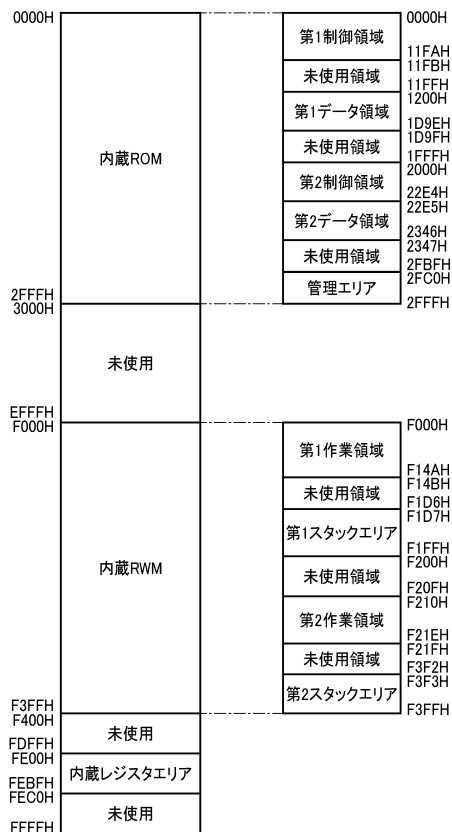 0000H
内蔵ROM
2FFFH
3000H
未使用
EFFFH
F000H
内蔵RWM
F3FFH
F400H
未使用
FDFFH
FE00H
内蔵レジスタエリア
FEBFH
FEC0H
未使用
FFFFH
0000H
第1制御領域
11FAH
11FBH
未使用領域
11FFH
1200H
第1データ領域
1D9EH
1D9FH
未使用領域
1FFFH
2000H
第2制御領域
22E4H
22E5H
第2データ領域
2346H
2347H
未使用領域
2FBFH
2FC0H
管理エリア
2FFFH
F000H
第1作業領域
F14AH
F14BH
未使用領域
F1D6H
F1D7H
第1スタックエリア
F1FFH
F200H
未使用領域
F20FH
F210H
第2作業領域
F21EH
F21FH
未使用領域
F3F2H
F3F3H
第2スタックエリア
F3FFH